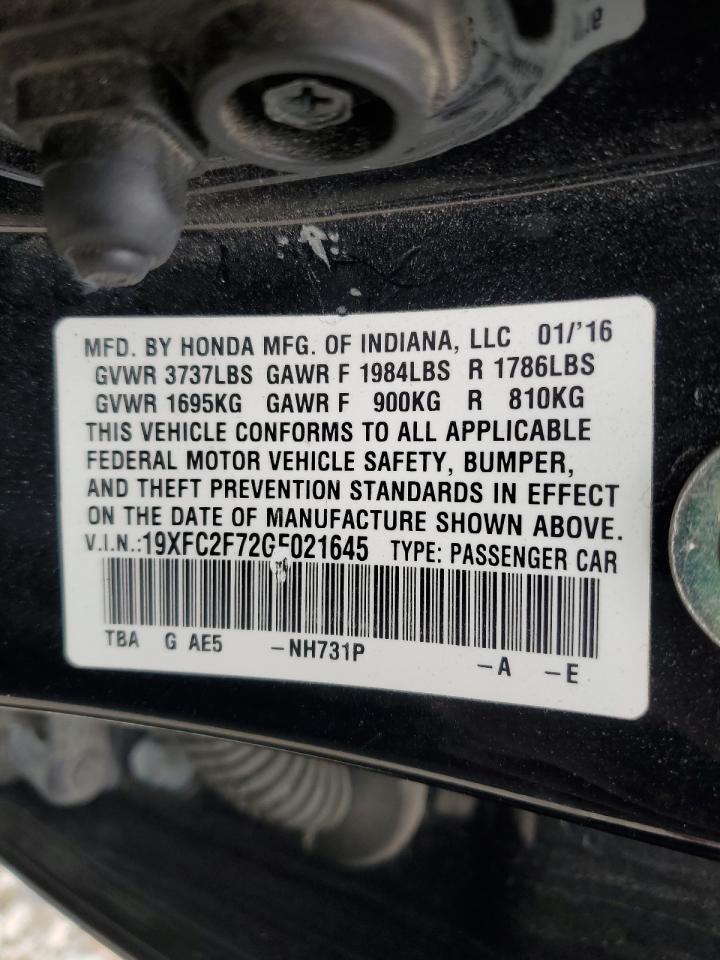 MFD. BY HONDA MFG. OF INDIANA, LLC 01/'16
GVWR 3737LBS GAWR F 1984LBS R 1786LBS
GVWR 1695KG GAWR F 900KG R 810KG
THIS VEHICLE CONFORMS TO ALL APPLICABLE
FEDERAL MOTOR VEHICLE SAFETY, BUMPER,
AND THEFT PREVENTION STANDARDS IN EFFECT
ON THE DATE OF MANUFACTURE SHOWN ABOVE.
V.I.N.: TYPE: PASSENGER CAR
TBA G AE5 -NH731P -A -E